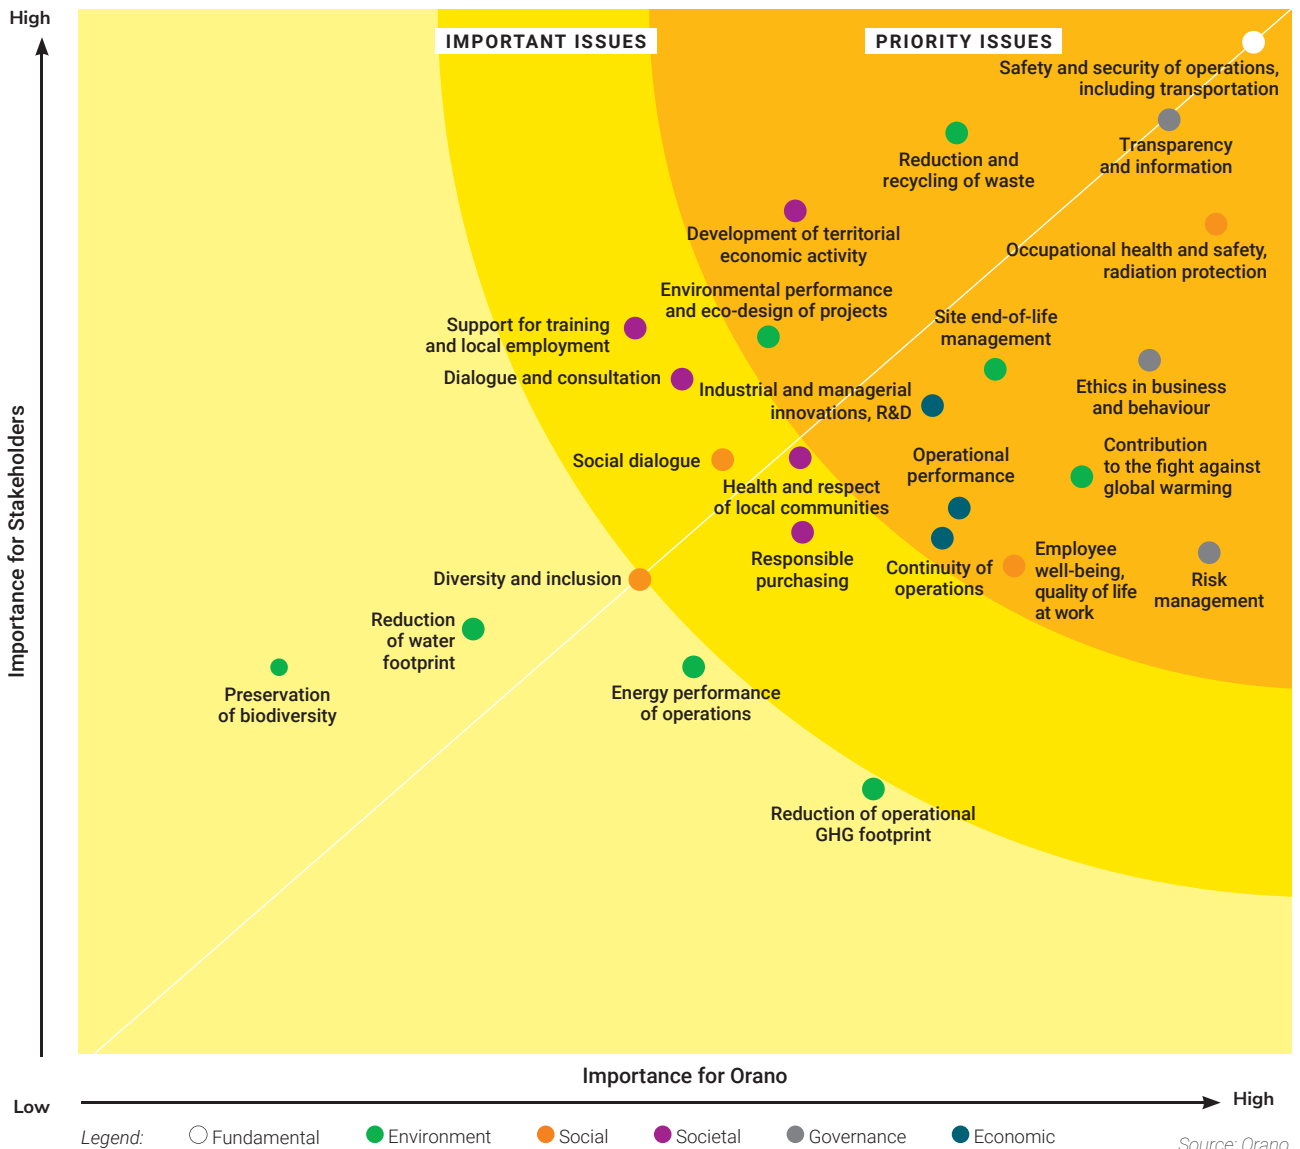 High
IMPORTANT ISSUES
PRIORITY ISSUES
Safety and security of operations,
including transportation
Transparency
and information
Reduction and
recycling of waste
Development of territorial
economic activity
Occupational health and safety,
radiation protection
Environmental performance
and eco-design of projects
Support for training
and local employment
Site end-of-life
management
Dialogue and consultation
Industrial and managerial
innovations, R&D
Ethics in business
and behaviour
Social dialogue
Operational
performance
Contribution
to the fight against
global warming
Health and respect
of local communities
Responsible
purchasing
Continuity of
operations
Employee
well-being,
quality of life
at work
Risk
management
Diversity and inclusion
Reduction
of water
footprint
Preservation
of biodiversity
Energy performance
of operations
Reduction of operational
GHG footprint
Importance for Stakeholders
Importance for Orano
Low
High
Legend:
Fundamental
Environment
Social
Societal
Governance
Economic
Source: Orano